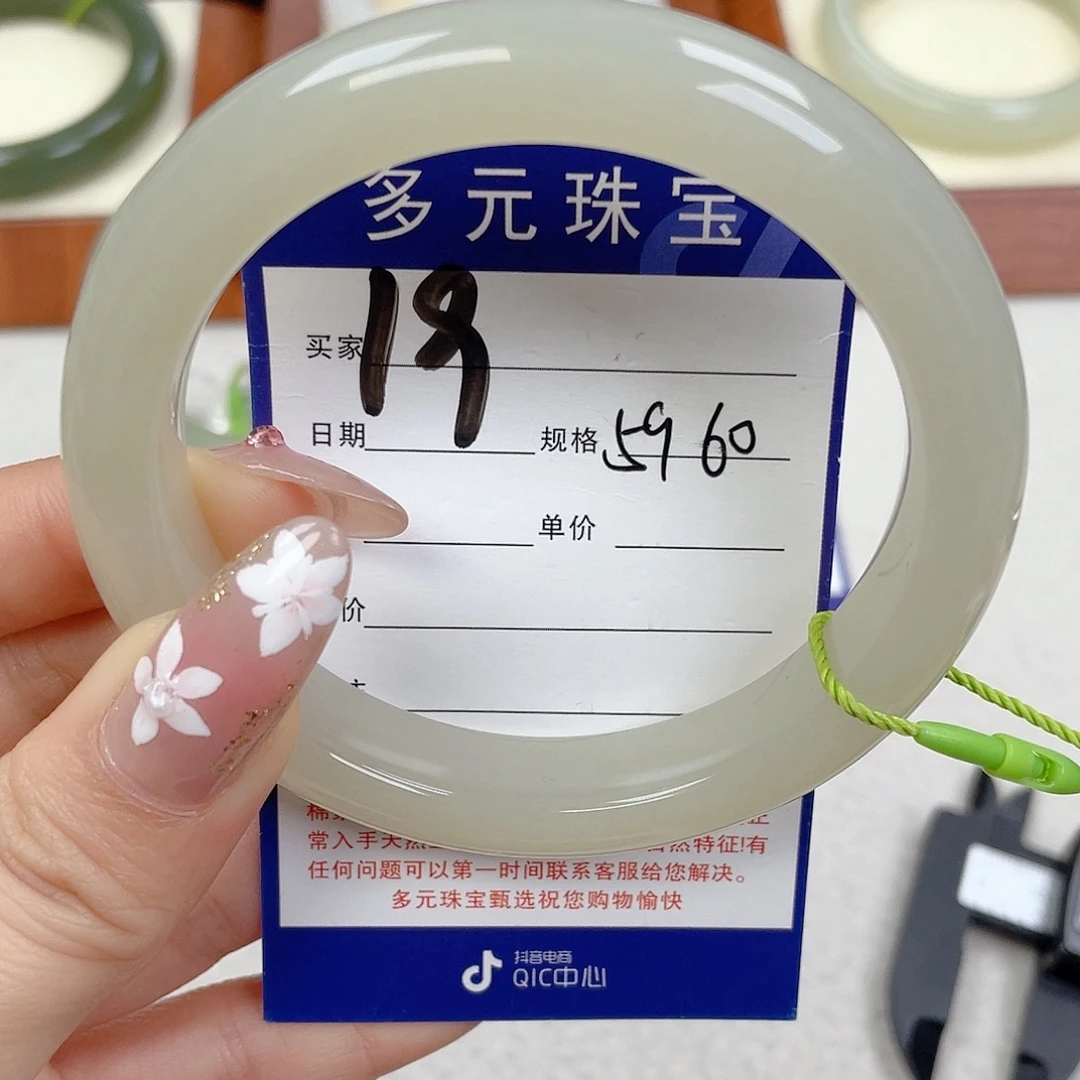 多元珠宝
买家 19
日期 规格 59 60
单价
价
常入手天然 自然特征!有
任何问题可以第一时间联系客服给您解决。
多元珠宝甄选祝您购物愉快
抖音电商
QIC中心